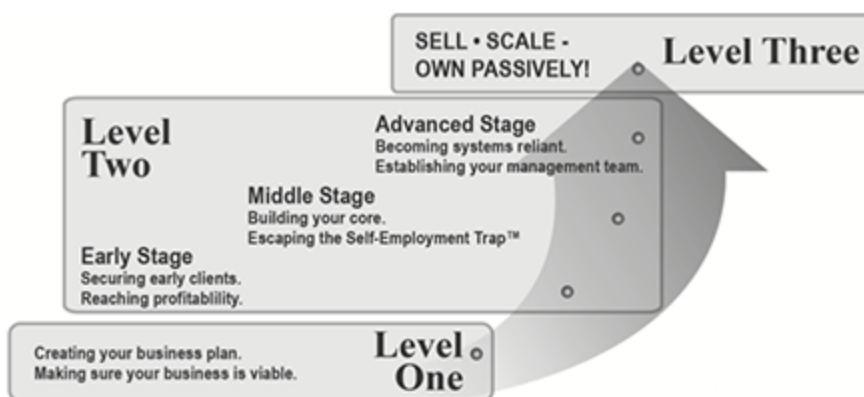 SELL • SCALE -
OWN PASSIVELY!
Level Three
Level
Two
Advanced Stage
Becoming systems reliant.
Establishing your management team.
Middle Stage
Building your core.
Escaping the Self-Employment Trap™
Early Stage
Securing early clients.
Reaching profitablility.
Creating your business plan.
Making sure your business is viable.
Level
One